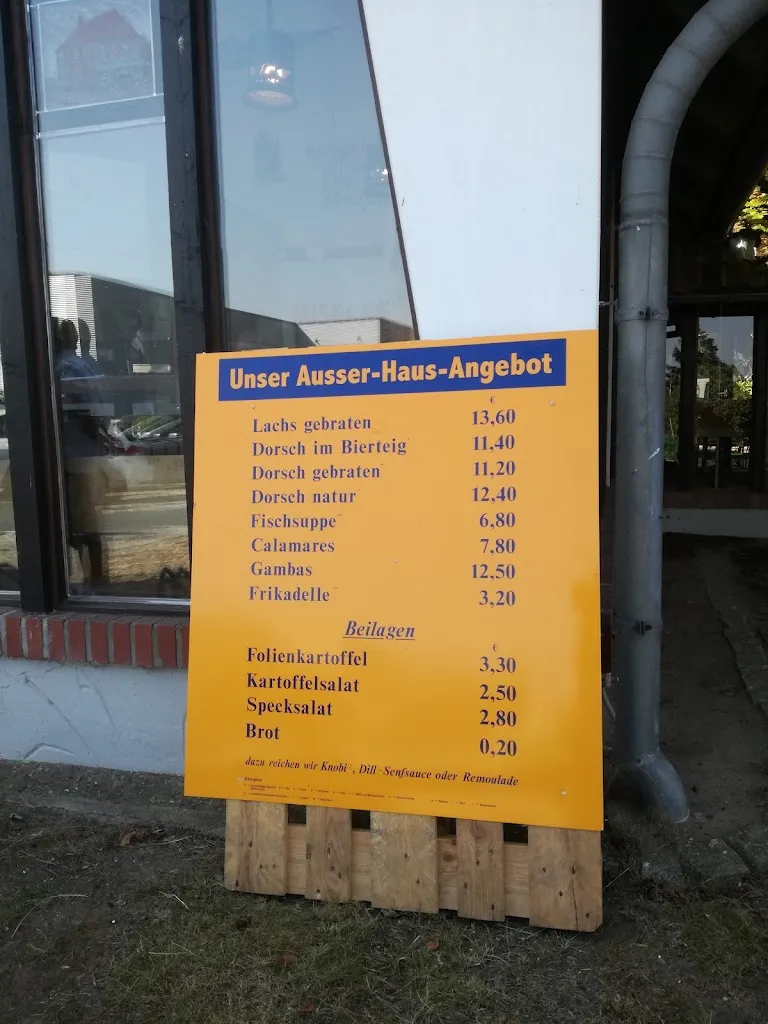 Unser Ausser-Haus-Angebot
€
Lachs gebraten 13,60
Dorsch im Bierteig 11,40
Dorsch gebraten 11,20
Dorsch natur 12,40
Fischsuppe 6,80
Calamares 7,80
Gambas 12,50
Frikadelle 3,20
Beilagen
€
Folienkartoffel 3,30
Kartoffelsalat 2,50
Specksalat 2,80
Brot 0,20
dazu reichen wir Knobi-, Dill-Senfsauce oder Remoulade